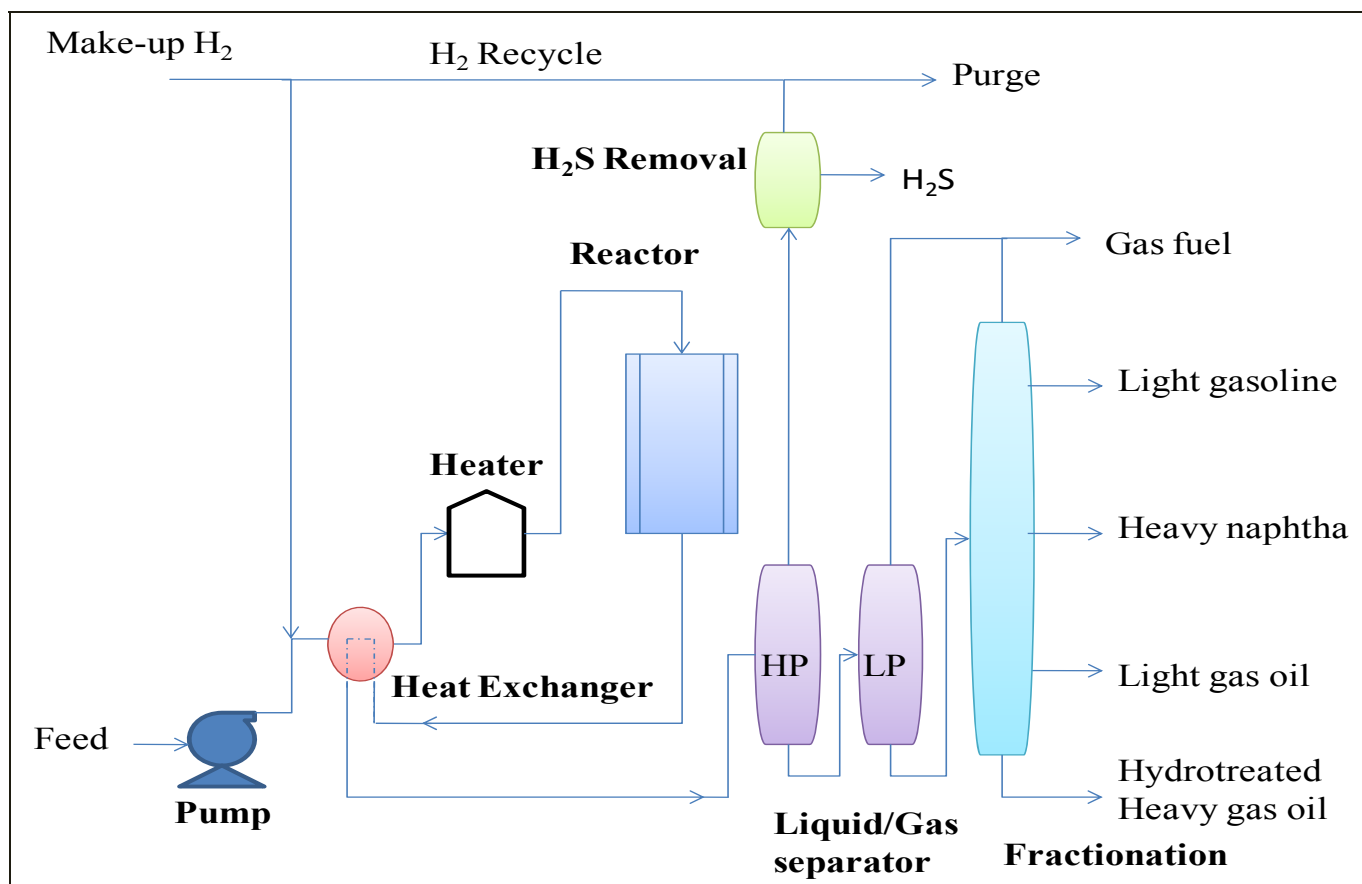 Make-up H₂
H₂ Recycle
Purge
H₂S Removal
H₂S
Reactor
Gas fuel
Light gasoline
Heater
Heavy naphtha
HP
LP
Heat Exchanger
Light gas oil
Feed
Pump
Hydrotreated
Heavy gas oil
Liquid/Gas
separator
Fractionation